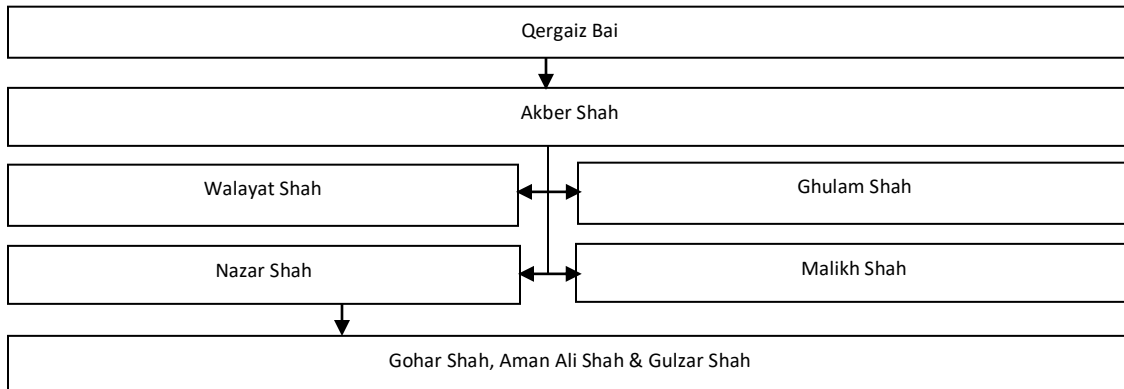 Qergaiz Bai
Akber Shah
Walayat Shah
Ghulam Shah
Nazar Shah
Malikh Shah
Gohar Shah, Aman Ali Shah & Gulzar Shah